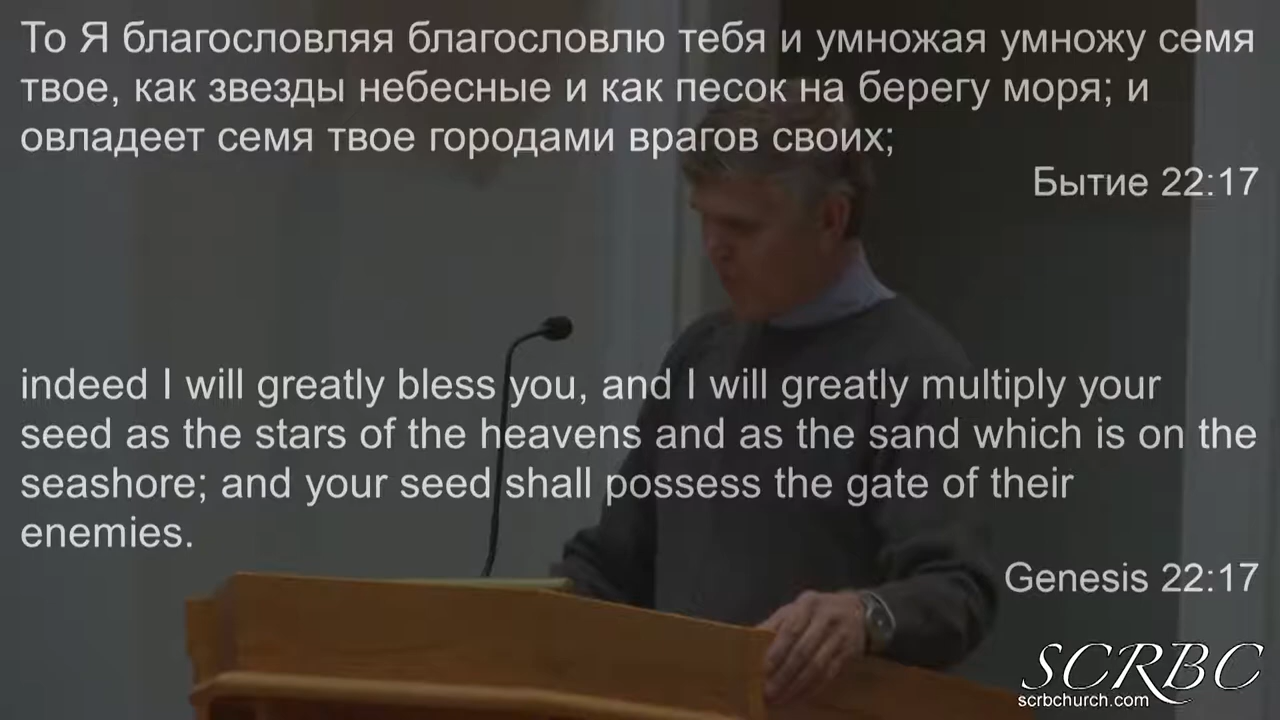 То Я благословляя благословлю тебя и умножая умножу семя
твое, как звезды небесные и как песок на берегу моря; и
овладеет семя твое городами врагов своих;
Бытие 22:17
indeed I will greatly bless you, and I will greatly multiply your
seed as the stars of the heavens and as the sand which is on the
seashore; and your seed shall possess the gate of their
enemies.
Genesis 22:17
SCRBC
scrbchurch.com